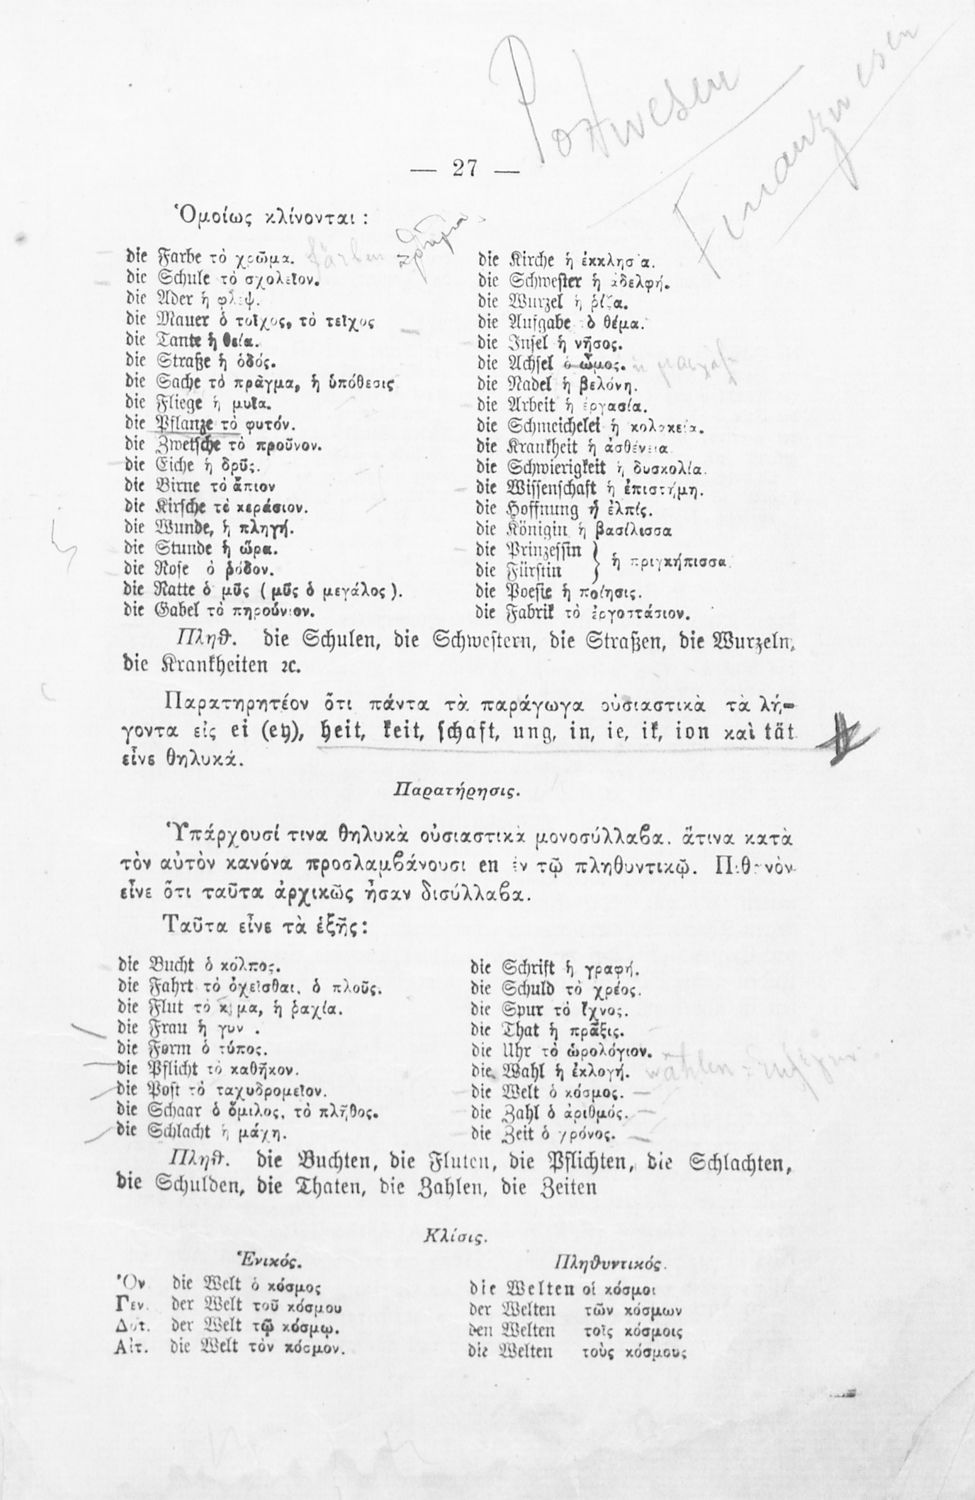 Postwesen
Finanzwesen
— 27 —
Ὁμοίως κλίνονται :
die Farbe τὸ χρῶμα. färben
die Schule τὸ σχολεῖον.
die Ader ἡ φλέψ.
die Mauer ὁ τοῖχος, τὸ τεῖχος
die Tante ἡ θεία.
die Straße ἡ ὁδός.
die Sache τὸ πρᾶγμα, ἡ ὑπόθεσις
die Fliege ἡ μυῖα.
die Pflanze τὸ φυτόν.
die Zwetsche τὸ προῦνον.
die Eiche ἡ δρῦς.
die Birne τὸ ἄπιον
die Kirsche τὸ κεράσιον.
die Wunde, ἡ πληγή.
die Stunde ἡ ὥρα.
die Rose ὁ ῥόδον.
die Ratte ὁ μῦς (μῦς ὁ μεγάλος).
die Gabel τὸ πηρούνιον.
die Kirche ἡ ἐκκλησία.
die Schwester ἡ ἀδελφή.
die Wurzel ἡ ῥίζα.
die Aufgabe ὁ θέμα.
die Insel ἡ νῆσος.
die Achsel ὁ ὦμος.
die Nadel ἡ βελόνη.
die Arbeit ἡ ἐργασία.
die Schmeichelei ἡ κολακεία.
die Krankheit ἡ ἀσθένεια
die Schwierigkeit ἡ δυσκολία.
die Wissenschaft ἡ ἐπιστήμη.
die Hoffnung ἡ ἐλπίς.
die Königin ἡ βασίλισσα
die Prinzessin
die Fürstin } ἡ πριγκήπισσα.
die Poesie ἡ ποίησις.
die Fabrik τὸ ἐργοστάσιον.
Πληθ. die Schulen, die Schwestern, die Straßen, die Wurzeln,
die Krankheiten ꝛc.
Παρατηρητέον ὅτι πάντα τὰ παράγωγα οὐσιαστικὰ τὰ λή-
γοντα εἰς ei (ey), heit, keit, schaft, ung, in, ie, ik, ion καὶ tät
εἶνε θηλυκά.
Παρατήρησις.
Ὑπάρχουσί τινα θηλυκὰ οὐσιαστικὰ μονοσύλλαβα. ἅτινα κατὰ
τὸν αὐτὸν κανόνα προσλαμβάνουσι en ἐν τῷ πληθυντικῷ. Πιθανὸν
εἶνε ὅτι ταῦτα ἀρχικῶς ἦσαν δισύλλαβα.
Ταῦτα εἶνε τὰ ἑξῆς:
die Bucht ὁ κόλπος.
die Fahrt τὸ ὀχεῖσθαι, ὁ πλοῦς.
die Flut τὸ κῦμα, ἡ ῥαχία.
die Frau ἡ γυν .
die Form ὁ τύπος.
die Pflicht τὸ καθῆκον.
die Post τὸ ταχυδρομεῖον.
die Schaar ὁ ὅμιλος, τὸ πλῆθος.
die Schlacht ἡ μάχη.
die Schrift ἡ γραφή.
die Schuld τὸ χρέος.
die Spur τὸ ἴχνος.
die That ἡ πρᾶξις.
die Uhr τὸ ὡρολόγιον.
die Wahl ἡ ἐκλογή. wählen
die Welt ὁ κόσμος.
die Zahl ὁ ἀριθμός.
die Zeit ὁ χρόνος.
Πληθ. die Buchten, die Fluten, die Pflichten, die Schlachten,
die Schulden, die Thaten, die Zahlen, die Zeiten
Κλίσις.
Ἑνικός.
Ὀν. die Welt ὁ κόσμος
Γεν. der Welt τοῦ κόσμου
Δοτ. der Welt τῷ κόσμῳ.
Αἰτ. die Welt τὸν κόσμον.
Πληθυντικός.
die Welten οἱ κόσμοι
der Welten τῶν κόσμων
den Welten τοῖς κόσμοις
die Welten τοὺς κόσμους